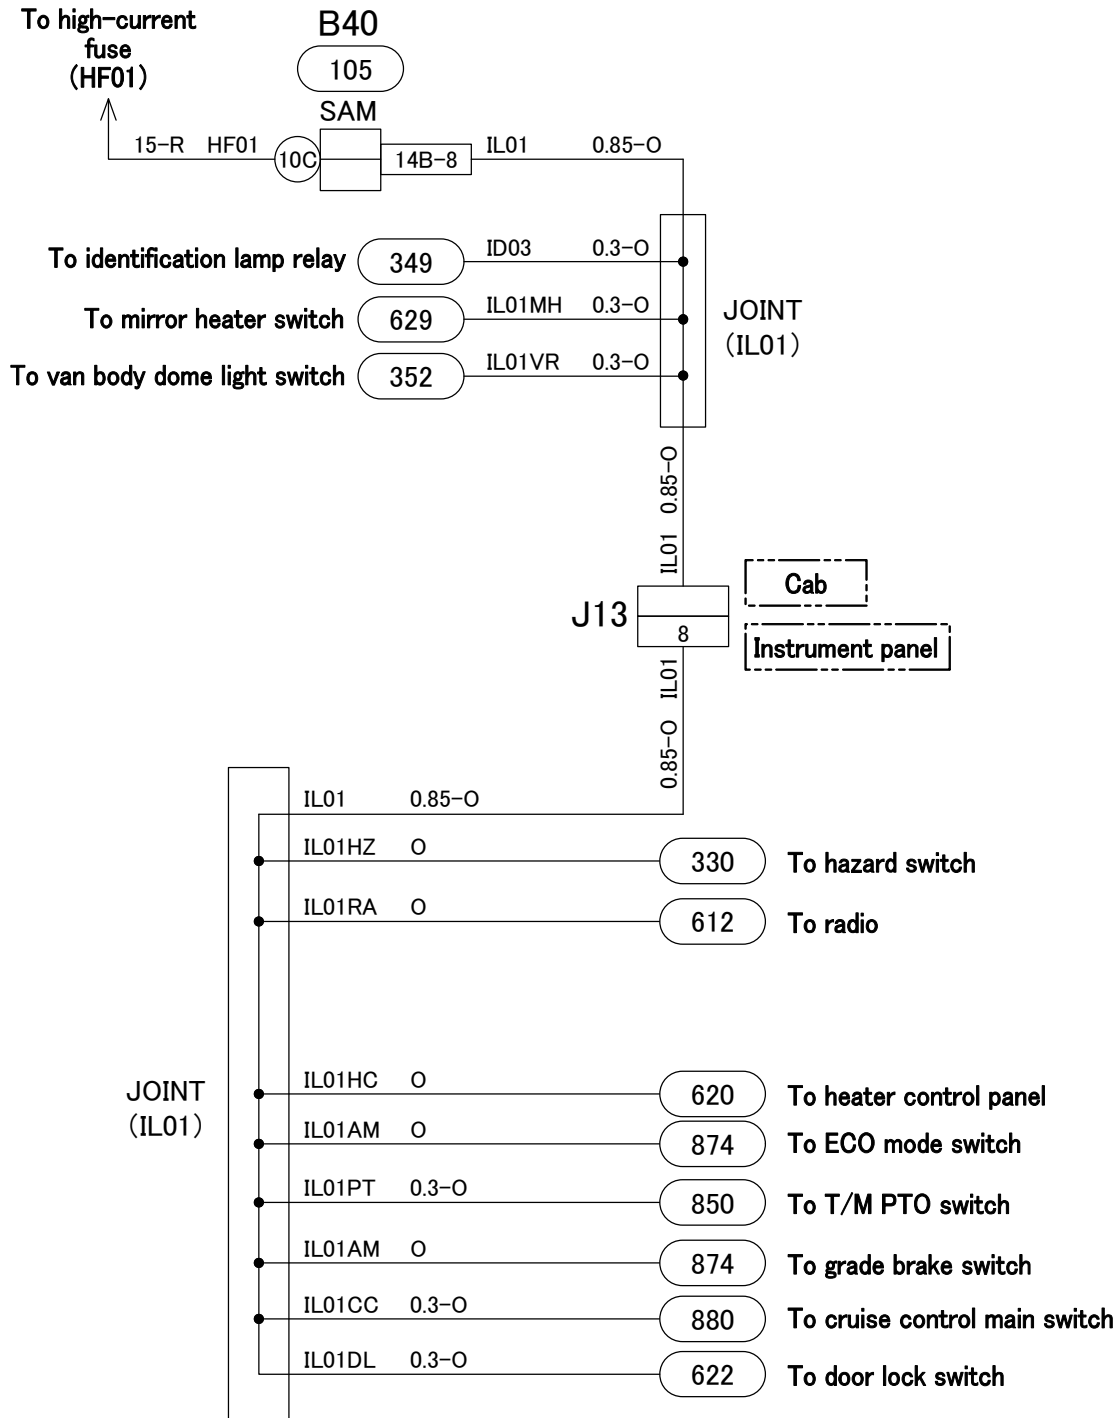 To high-current
fuse
(HF01)
B40
105
SAM
15-R HF01
10C
14B-8
IL01 0.85-O
To identification lamp relay
349
ID03 0.3-O
To mirror heater switch
629
IL01MH 0.3-O
To van body dome light switch
352
IL01VR 0.3-O
JOINT
(IL01)
IL01 0.85-O
J13
8
Cab
Instrument panel
0.85-O IL01
JOINT
(IL01)
IL01 0.85-O
IL01HZ O
330
To hazard switch
IL01RA O
612
To radio
IL01HC O
620
To heater control panel
IL01AM O
874
To ECO mode switch
IL01PT 0.3-O
850
To T/M PTO switch
IL01AM O
874
To grade brake switch
IL01CC 0.3-O
880
To cruise control main switch
IL01DL 0.3-O
622
To door lock switch